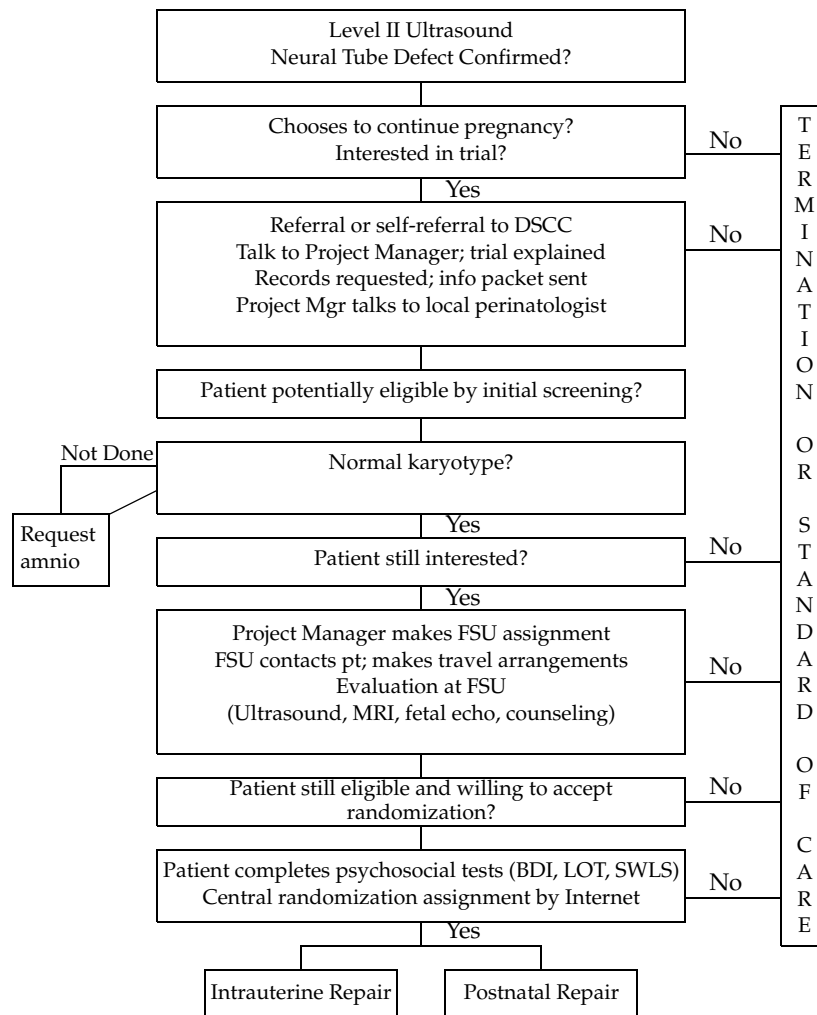 Level II Ultrasound
Neural Tube Defect Confirmed?
Chooses to continue pregnancy?
Interested in trial?
No
Yes
Referral or self-referral to DSCC
Talk to Project Manager; trial explained
Records requested; info packet sent
Project Mgr talks to local perinatologist
No
Patient potentially eligible by initial screening?
Normal karyotype?
Not Done
Request
amnio
Yes
Patient still interested?
No
Yes
Project Manager makes FSU assignment
FSU contacts pt; makes travel arrangements
Evaluation at FSU
(Ultrasound, MRI, fetal echo, counseling)
No
Patient still eligible and willing to accept
randomization?
No
Patient completes psychosocial tests (BDI, LOT, SWLS)
Central randomization assignment by Internet
No
Yes
Intrauterine Repair
Postnatal Repair
TERMINATION OR STANDARD OF CARE